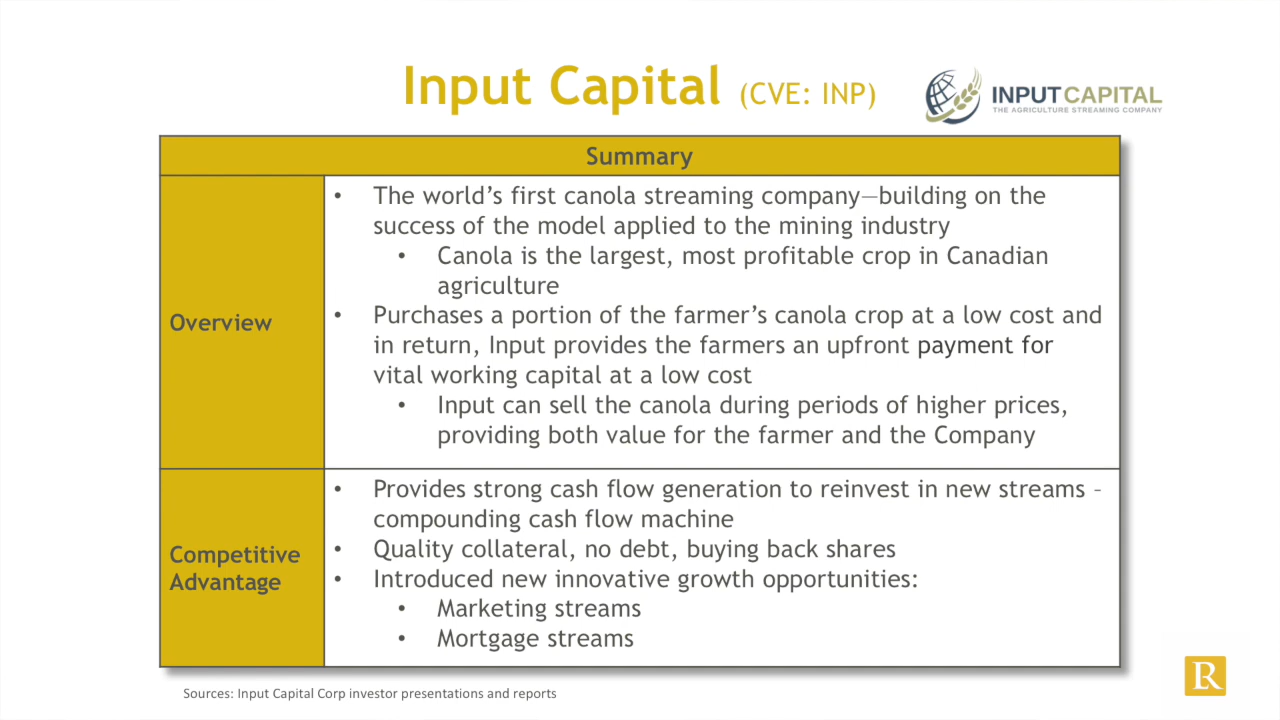 Input Capital (CVE: INP)
INPUTCAPITAL
THE AGRICULTURE STREAMING COMPANY
Summary
Overview
• The world’s first canola streaming company—building on the
success of the model applied to the mining industry
• Canola is the largest, most profitable crop in Canadian
agriculture
• Purchases a portion of the farmer’s canola crop at a low cost and
in return, Input provides the farmers an upfront payment for
vital working capital at a low cost
• Input can sell the canola during periods of higher prices,
providing both value for the farmer and the Company
Competitive
Advantage
• Provides strong cash flow generation to reinvest in new streams –
compounding cash flow machine
• Quality collateral, no debt, buying back shares
• Introduced new innovative growth opportunities:
• Marketing streams
• Mortgage streams
Sources: Input Capital Corp investor presentations and reports
R